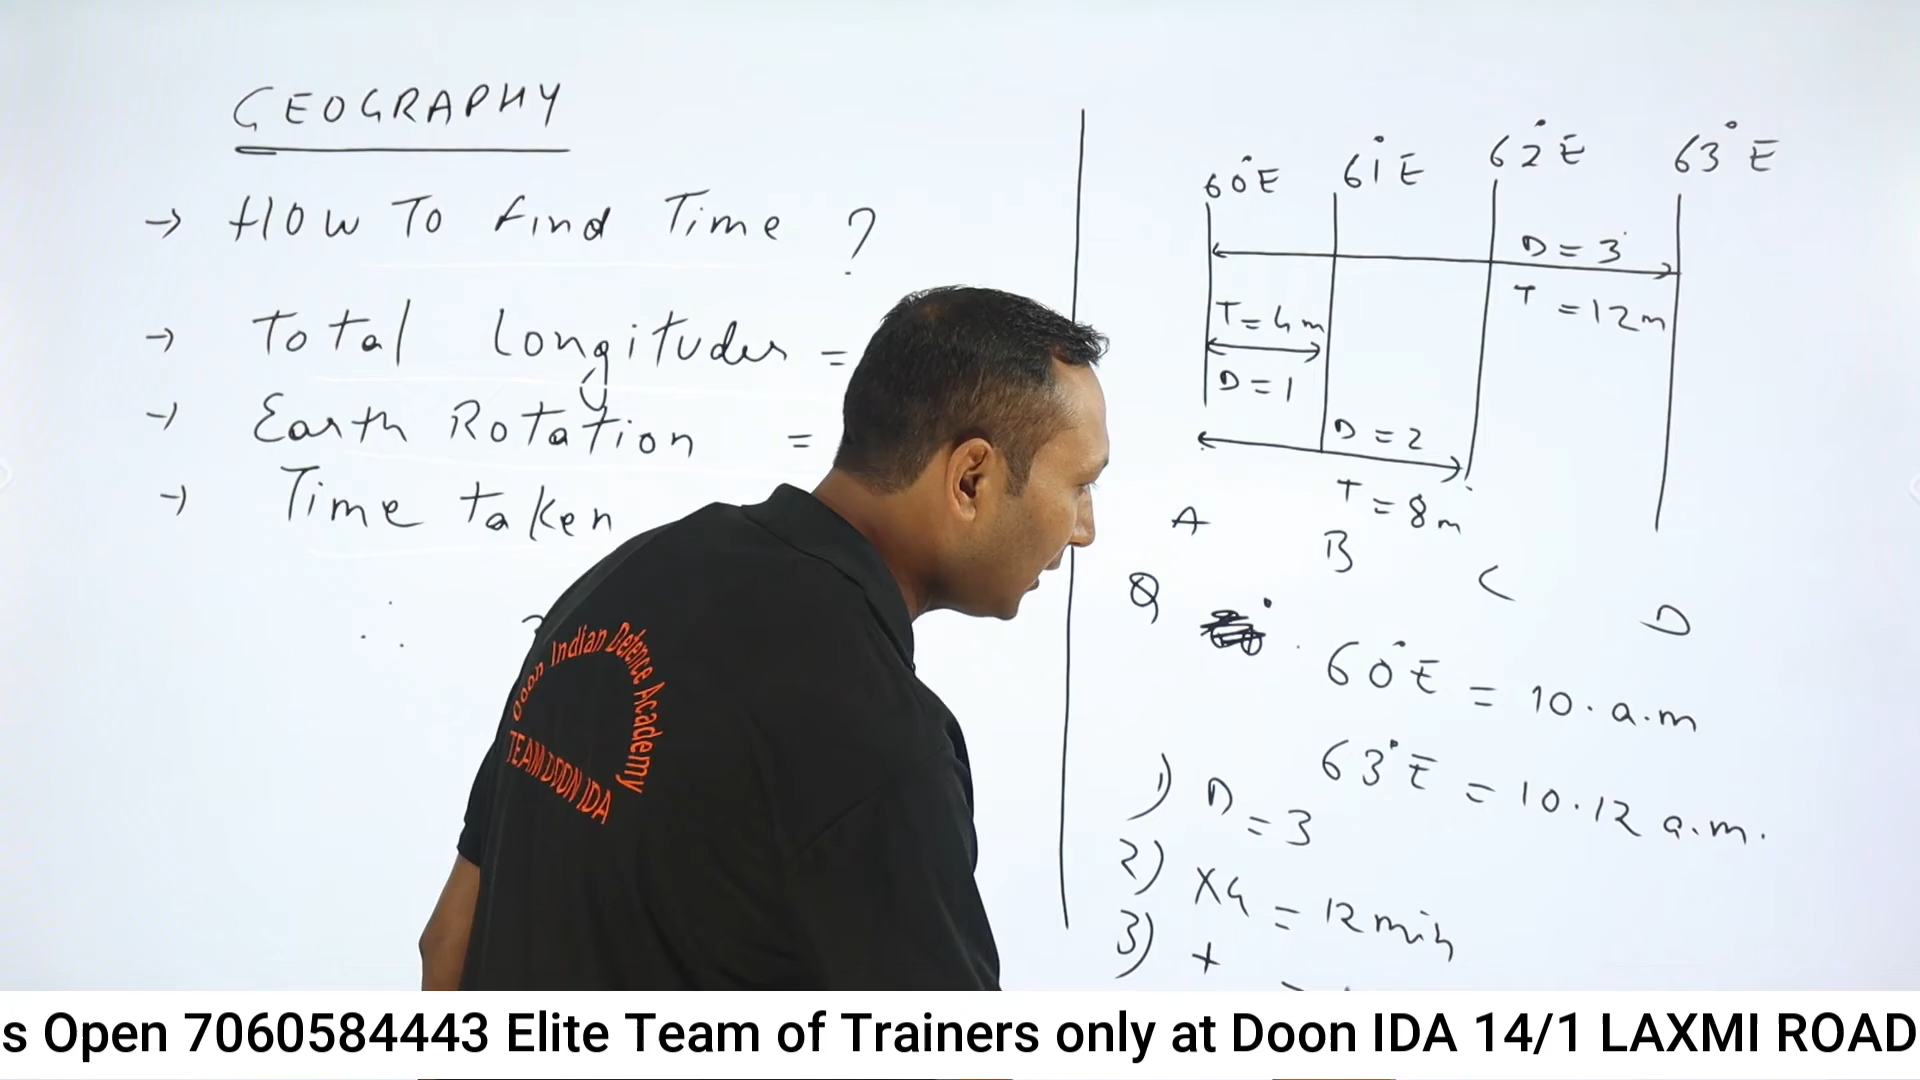 GEOGRAPHY
→ HOW TO find Time ?
→ Total Longitudes =
→ Earth Rotation =
→ Time taken
60°E 61°E 62°E 63°E
D = 3
T = 12m
T = 4m
D = 1
D = 2
T = 8m
A B C D
Q
60°E = 10. a.m
63°E = 10.12 a.m.
1) D = 3
2) X4 = 12 min
3) +
Doon Indian Defence Academy
TEAM DOON IDA
s Open 7060584443 Elite Team of Trainers only at Doon IDA 14/1 LAXMI ROAD